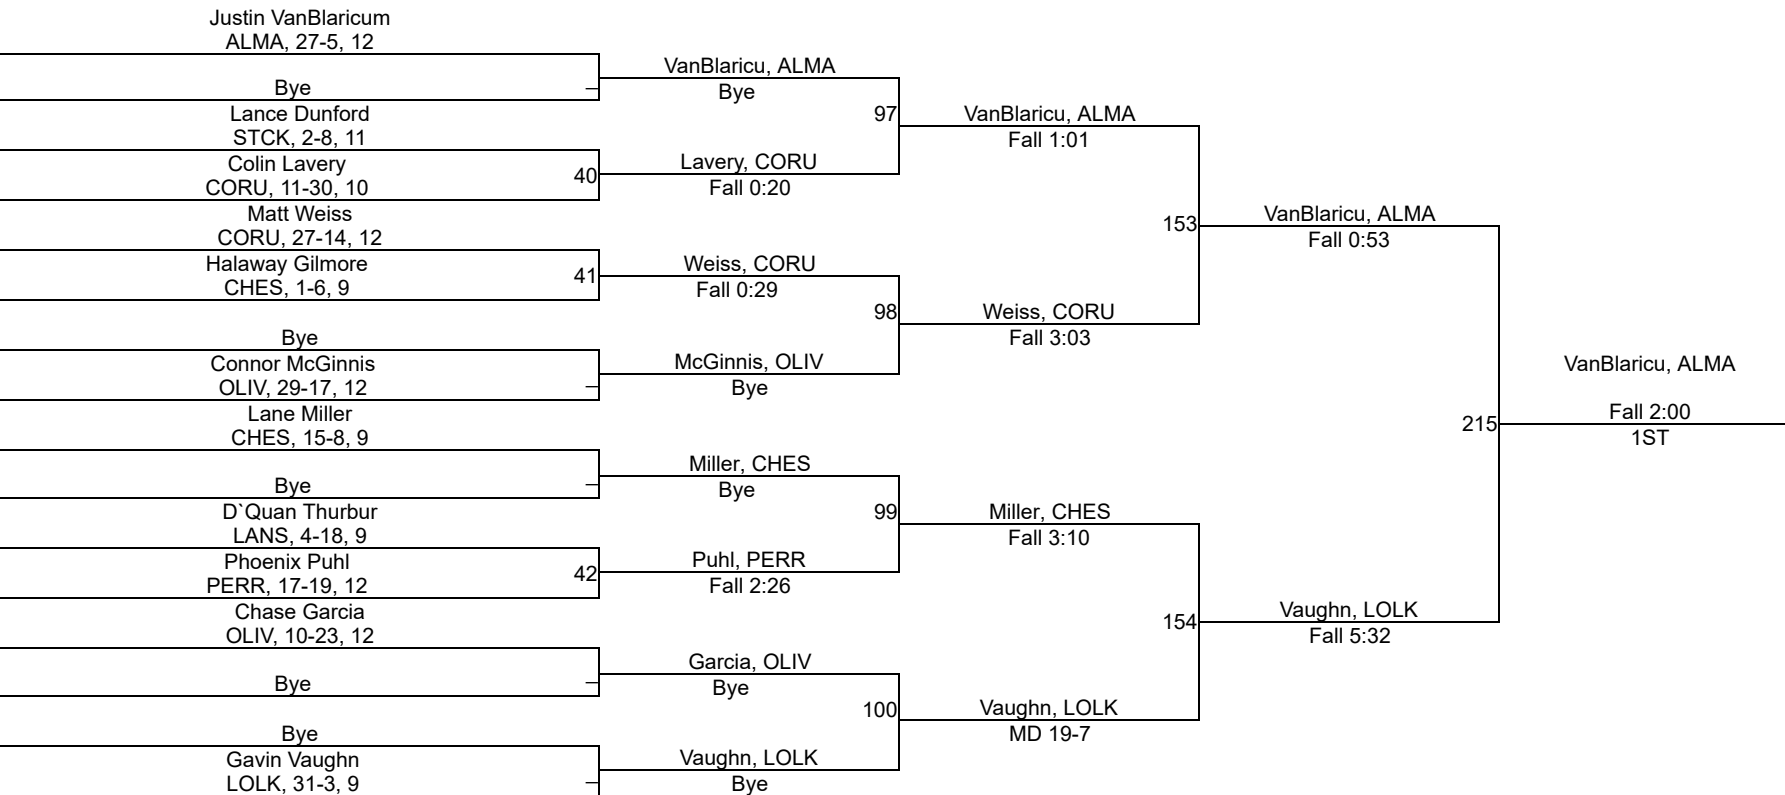 Justin VanBlaricum
ALMA, 27-5, 12
Bye
Lance Dunford
STCK, 2-8, 11
Colin Lavery
CORU, 11-30, 10
40
Matt Weiss
CORU, 27-14, 12
Halaway Gilmore
CHES, 1-6, 9
41
Bye
Connor McGinnis
OLIV, 29-17, 12
Lane Miller
CHES, 15-8, 9
Bye
D`Quan Thurbur
LANS, 4-18, 9
Phoenix Puhl
PERR, 17-19, 12
42
Chase Garcia
OLIV, 10-23, 12
Bye
Bye
Gavin Vaughn
LOLK, 31-3, 9
VanBlaricu, ALMA
Bye
97
Lavery, CORU
Fall 0:20
Weiss, CORU
Fall 0:29
98
McGinnis, OLIV
Bye
Miller, CHES
Bye
99
Puhl, PERR
Fall 2:26
Garcia, OLIV
Bye
100
Vaughn, LOLK
Bye
VanBlaricu, ALMA
Fall 1:01
153
Weiss, CORU
Fall 3:03
Miller, CHES
Fall 3:10
154
Vaughn, LOLK
MD 19-7
VanBlaricu, ALMA
Fall 0:53
215
Vaughn, LOLK
Fall 5:32
VanBlaricu, ALMA
Fall 2:00
1ST